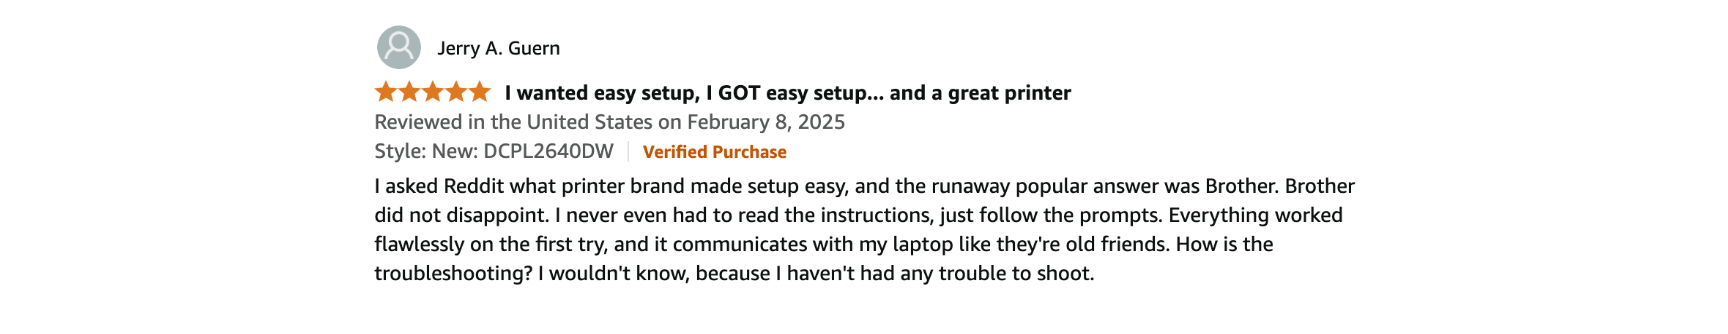 Jerry A. Guern
I wanted easy setup, I GOT easy setup... and a great printer
Reviewed in the United States on February 8, 2025
Style: New: DCPL2640DW Verified Purchase
I asked Reddit what printer brand made setup easy, and the runaway popular answer was Brother. Brother
did not disappoint. I never even had to read the instructions, just follow the prompts. Everything worked
flawlessly on the first try, and it communicates with my laptop like they're old friends. How is the
troubleshooting? I wouldn't know, because I haven't had any trouble to shoot.